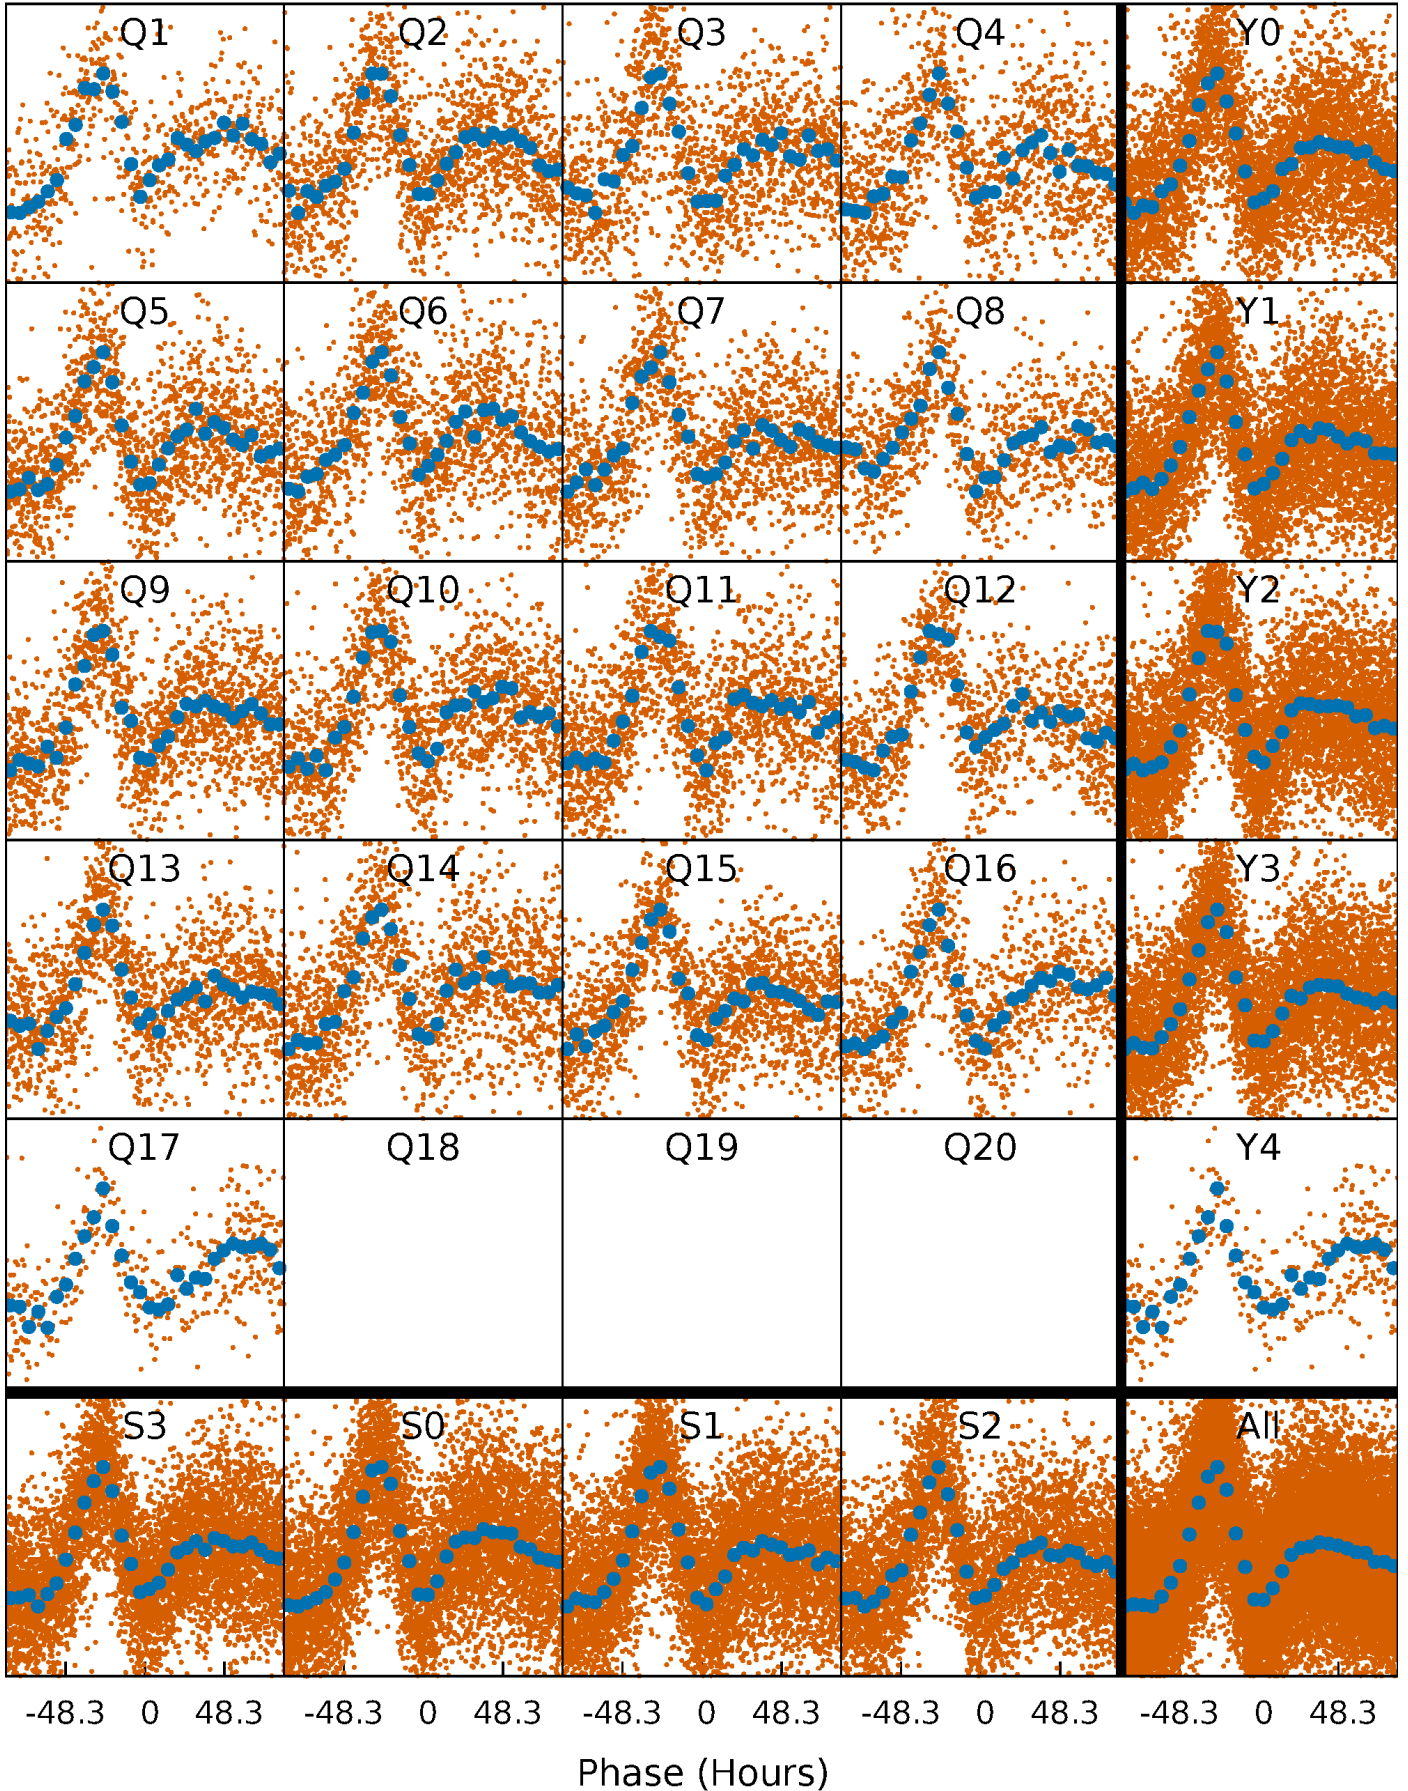 Q1 Q2 Q3 Q4 Y0
Q5 Q6 Q7 Q8 Y1
Q9 Q10 Q11 Q12 Y2
Q13 Q14 Q15 Q16 Y3
Q17 Q18 Q19 Q20 Y4
S3 S0 S1 S2 All
-48.3 0 48.3 -48.3 0 48.3 -48.3 0 48.3 -48.3 0 48.3 -48.3 0 48.3
Phase (Hours)